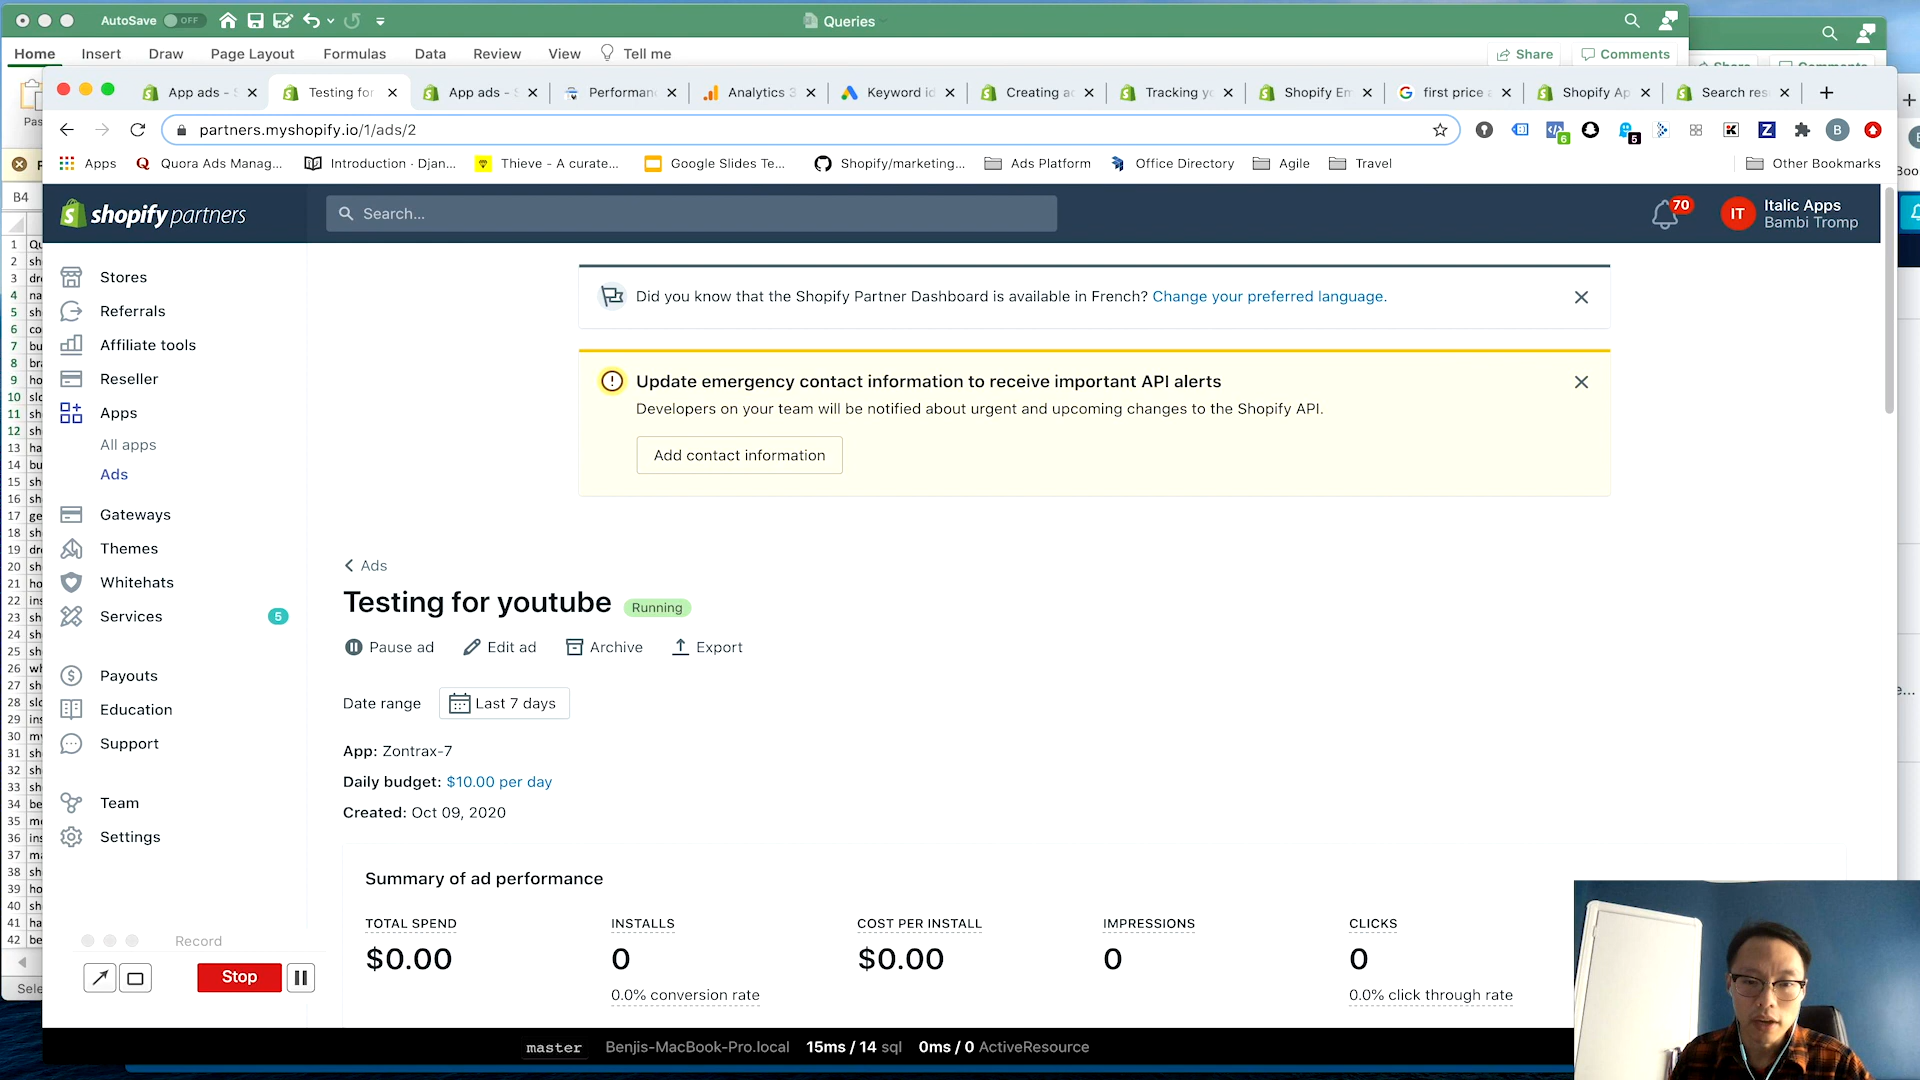 AutoSave OFF
Queries
Home Insert Draw Page Layout Formulas Data Review View Tell me
Share Comments
App ads - S Testing for App ads - S Performan Analytics Keyword id Creating a Tracking yo Shopify Em first price a Shopify Ap Search res
partners.myshopify.io/1/ads/2
6 5 K Z B
Apps Quora Ads Manag... Introduction · Djan... Thieve - A curate... Google Slides Te... Shopify/marketing... Ads Platform Office Directory Agile Travel Other Bookmarks
B4
shopify partners
Search...
70
IT
Italic Apps
Bambi Tromp
Stores
Referrals
Affiliate tools
Reseller
Apps
All apps
Ads
Gateways
Themes
Whitehats
Services 5
Payouts
Education
Support
Team
Settings
Did you know that the Shopify Partner Dashboard is available in French? Change your preferred language.
Update emergency contact information to receive important API alerts
Developers on your team will be notified about urgent and upcoming changes to the Shopify API.
Add contact information
Ads
Testing for youtube Running
Pause ad Edit ad Archive Export
Date range Last 7 days
App: Zontrax-7
Daily budget: $10.00 per day
Created: Oct 09, 2020
Summary of ad performance
TOTAL SPEND INSTALLS COST PER INSTALL IMPRESSIONS CLICKS
$0.00 0 $0.00 0 0
0.0% conversion rate 0.0% click through rate
Record
Stop
master Benjis-MacBook-Pro.local 15ms / 14 sql 0ms / 0 ActiveResource